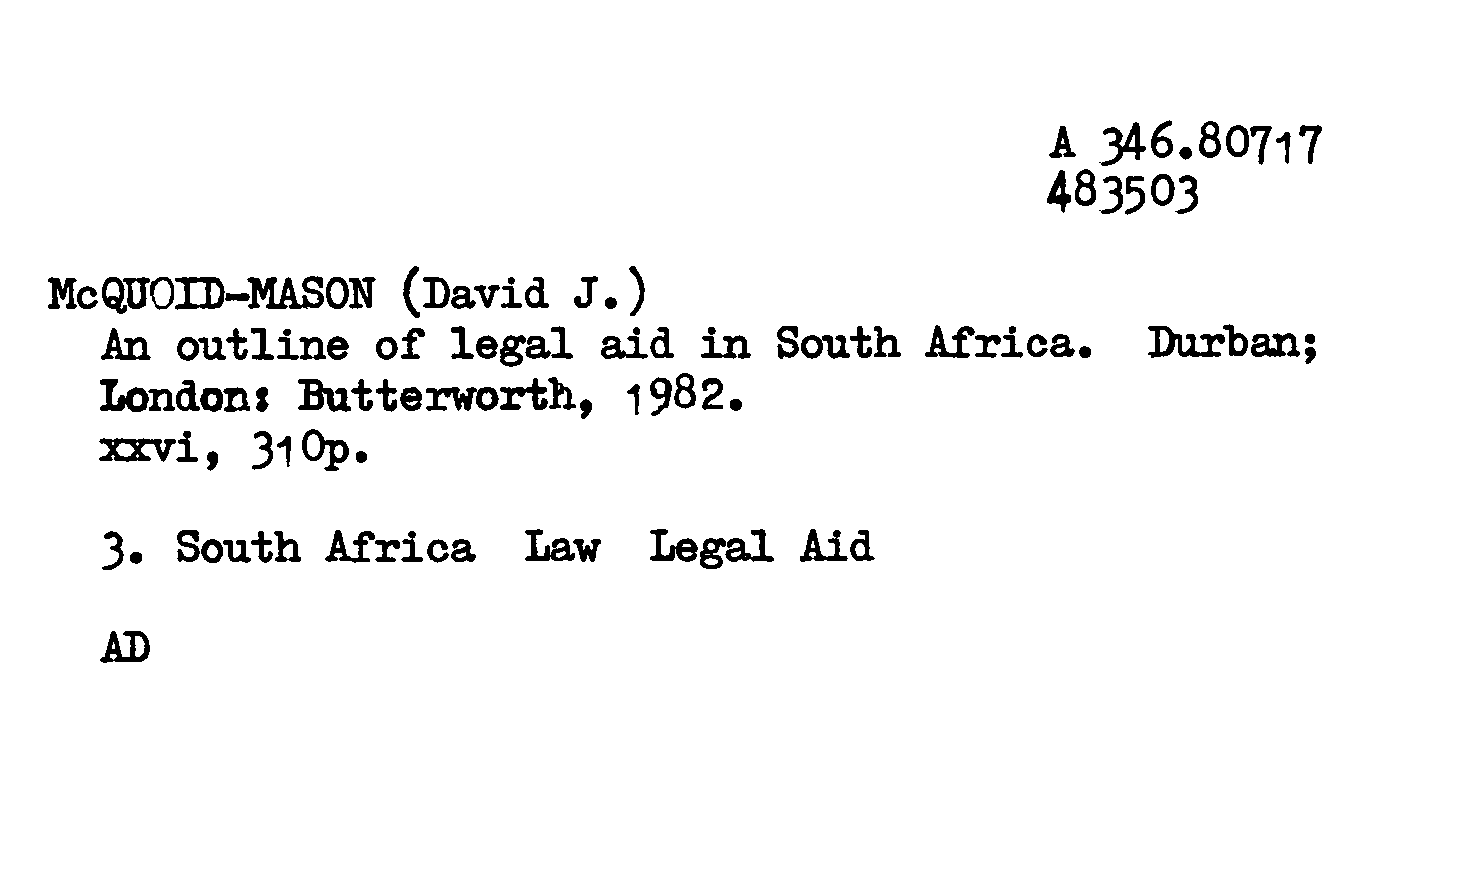 A 346.80717
483503
McQUOID-MASON (David J.)
An outline of legal aid in South Africa. Durban;
London: Butterworth, 1982.
xxvi, 310p.
3. South Africa Law Legal Aid
AD